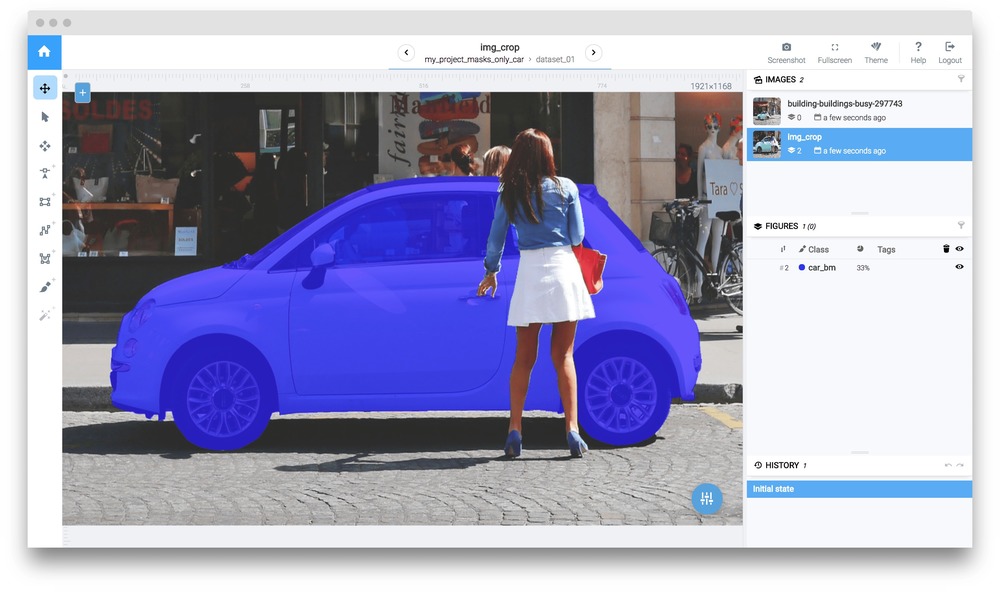 img_crop
my_project_masks_only_car › dataset_01
Screenshot
Fullscreen
Theme
Help
Logout
258
516
774
1921×1168
IMAGES 2
building-buildings-busy-297743
0 a few seconds ago
img_crop
2 a few seconds ago
FIGURES 1 (0)
Class Tags
#2 car_bm 33%
HISTORY 1
Initial state
SOLDES
fairl
Tara ♡ S
SOLDES